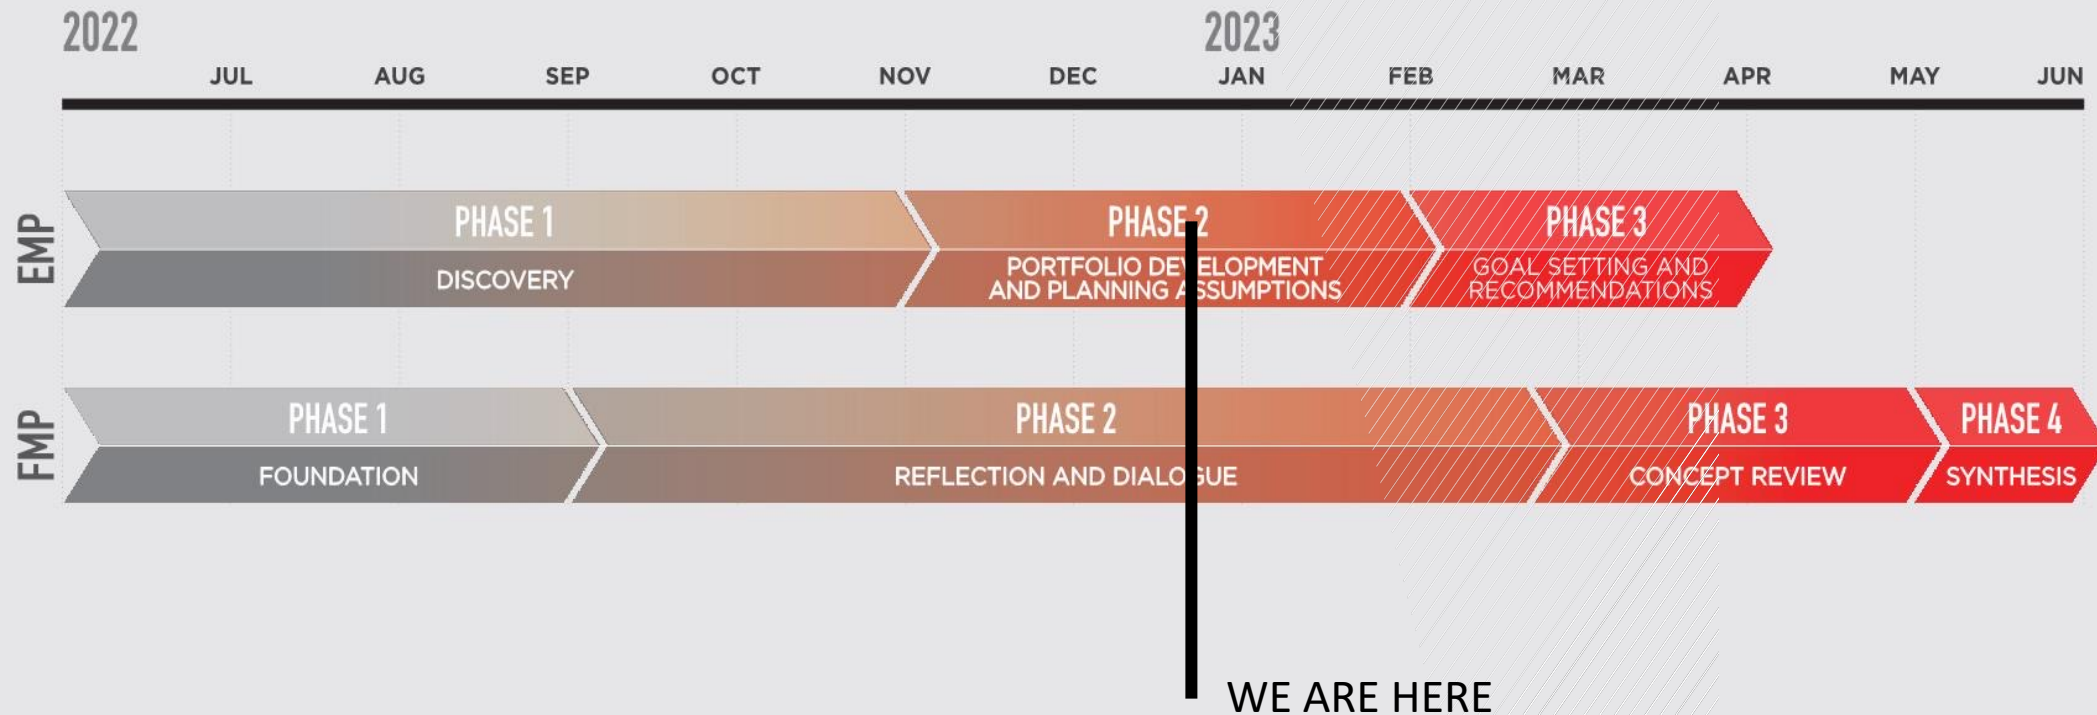 2022 2023
JUL AUG SEP OCT NOV DEC JAN FEB MAR APR MAY JUN
EMP
PHASE 1 PHASE 2 PHASE 3
DISCOVERY
PORTFOLIO DEVELOPMENT
AND PLANNING ASSUMPTIONS
GOAL SETTING AND
RECOMMENDATIONS
FMP
PHASE 1 PHASE 2 PHASE 3 PHASE 4
FOUNDATION REFLECTION AND DIALOGUE CONCEPT REVIEW SYNTHESIS
WE ARE HERE